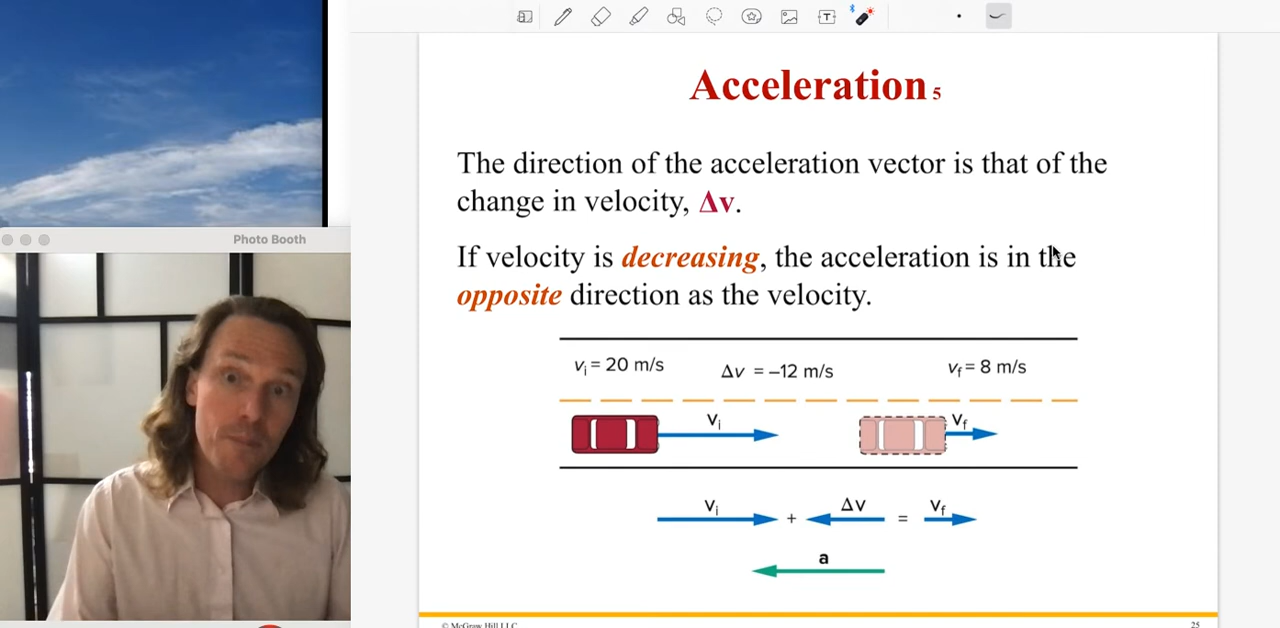 Photo Booth
T
Acceleration 5
The direction of the acceleration vector is that of the
change in velocity, Δv.
If velocity is decreasing, the acceleration is in the
opposite direction as the velocity.
vi = 20 m/s
Δv = –12 m/s
vf = 8 m/s
vi
vf
vi + Δv = vf
a
© McGraw Hill LLC
25